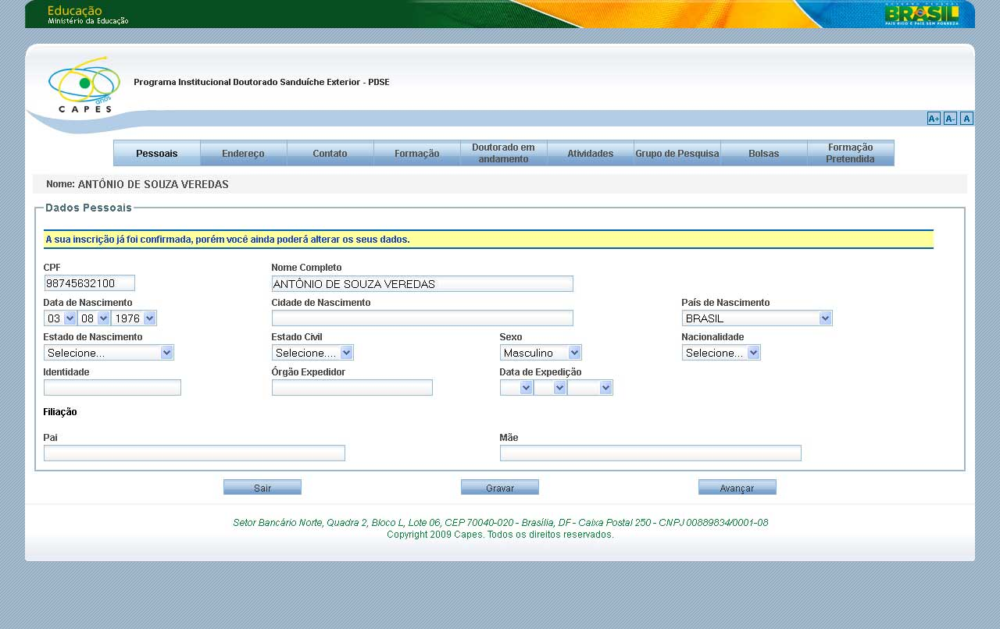 Educação
Ministério da Educação
GOVERNO FEDERAL
BRASIL
PAÍS RICO É PAÍS SEM POBREZA
anos
CAPES
Programa Institucional Doutorado Sanduíche Exterior - PDSE
A+ A- A
Pessoais Endereço Contato Formação Doutorado em andamento Atividades Grupo de Pesquisa Bolsas Formação Pretendida
Nome: ANTÔNIO DE SOUZA VEREDAS
Dados Pessoais
A sua inscrição já foi confirmada, porém você ainda poderá alterar os seus dados.
CPF Nome Completo
98745632100 ANTÔNIO DE SOUZA VEREDAS
Data de Nascimento Cidade de Nascimento País de Nascimento
03 08 1976 BRASIL
Estado de Nascimento Estado Civil Sexo Nacionalidade
Selecione... Selecione.... Masculino Selecione...
Identidade Órgão Expedidor Data de Expedição
Filiação
Pai Mãe
Sair Gravar Avançar
Setor Bancário Norte, Quadra 2, Bloco L, Lote 06, CEP 70040-020 - Brasília, DF - Caixa Postal 250 - CNPJ 00889834/0001-08
Copyright 2009 Capes. Todos os direitos reservados.